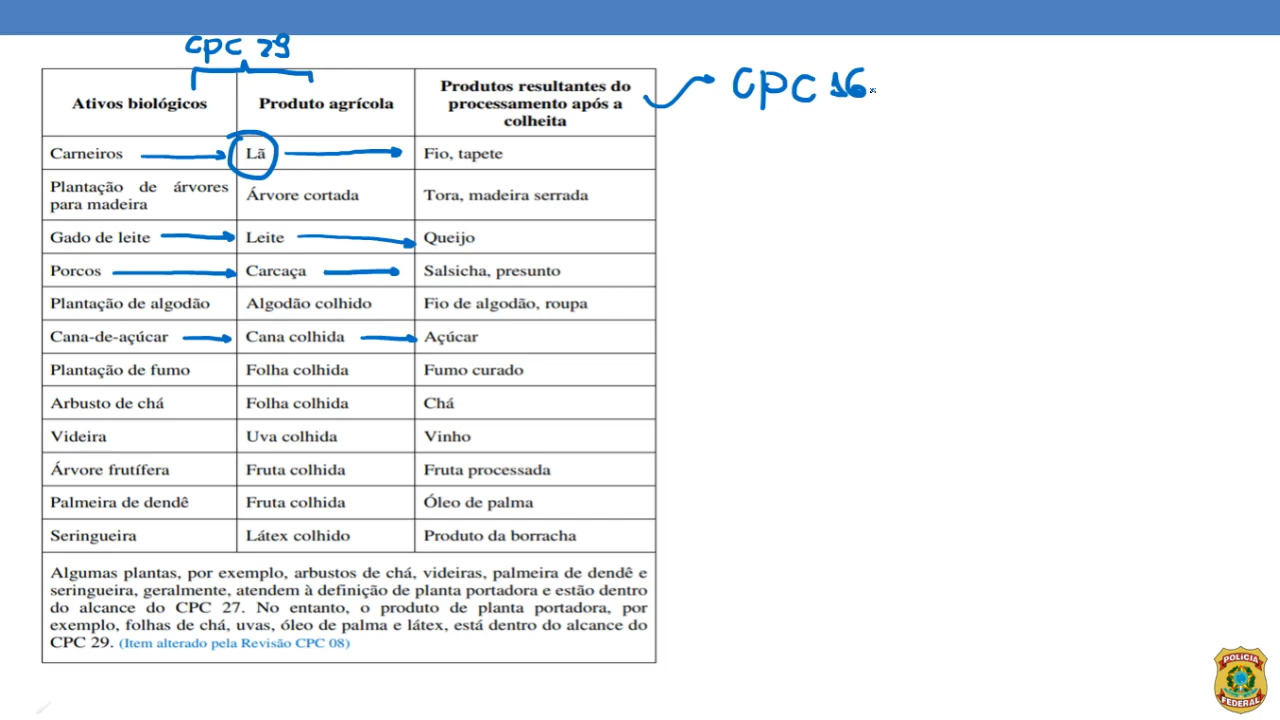 CPC 29
CPC 16
Ativos biológicos Produto agrícola Produtos resultantes do processamento após a colheita
Carneiros Lã Fio, tapete
Plantação de árvores para madeira Árvore cortada Tora, madeira serrada
Gado de leite Leite Queijo
Porcos Carcaça Salsicha, presunto
Plantação de algodão Algodão colhido Fio de algodão, roupa
Cana-de-açúcar Cana colhida Açúcar
Plantação de fumo Folha colhida Fumo curado
Arbusto de chá Folha colhida Chá
Videira Uva colhida Vinho
Árvore frutífera Fruta colhida Fruta processada
Palmeira de dendê Fruta colhida Óleo de palma
Seringueira Látex colhido Produto da borracha
Algumas plantas, por exemplo, arbustos de chá, videiras, palmeira de dendê e
seringueira, geralmente, atendem à definição de planta portadora e estão dentro
do alcance do CPC 27. No entanto, o produto de planta portadora, por
exemplo, folhas de chá, uvas, óleo de palma e látex, está dentro do alcance do
CPC 29. (Item alterado pela Revisão CPC 08)
POLÍCIA
FEDERAL